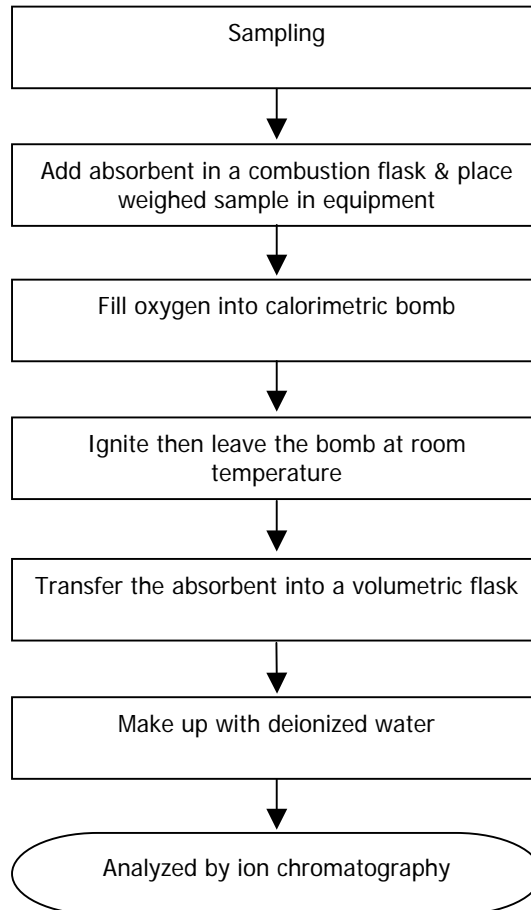 Sampling
Add absorbent in a combustion flask & place
weighed sample in equipment
Fill oxygen into calorimetric bomb
Ignite then leave the bomb at room
temperature
Transfer the absorbent into a volumetric flask
Make up with deionized water
Analyzed by ion chromatography